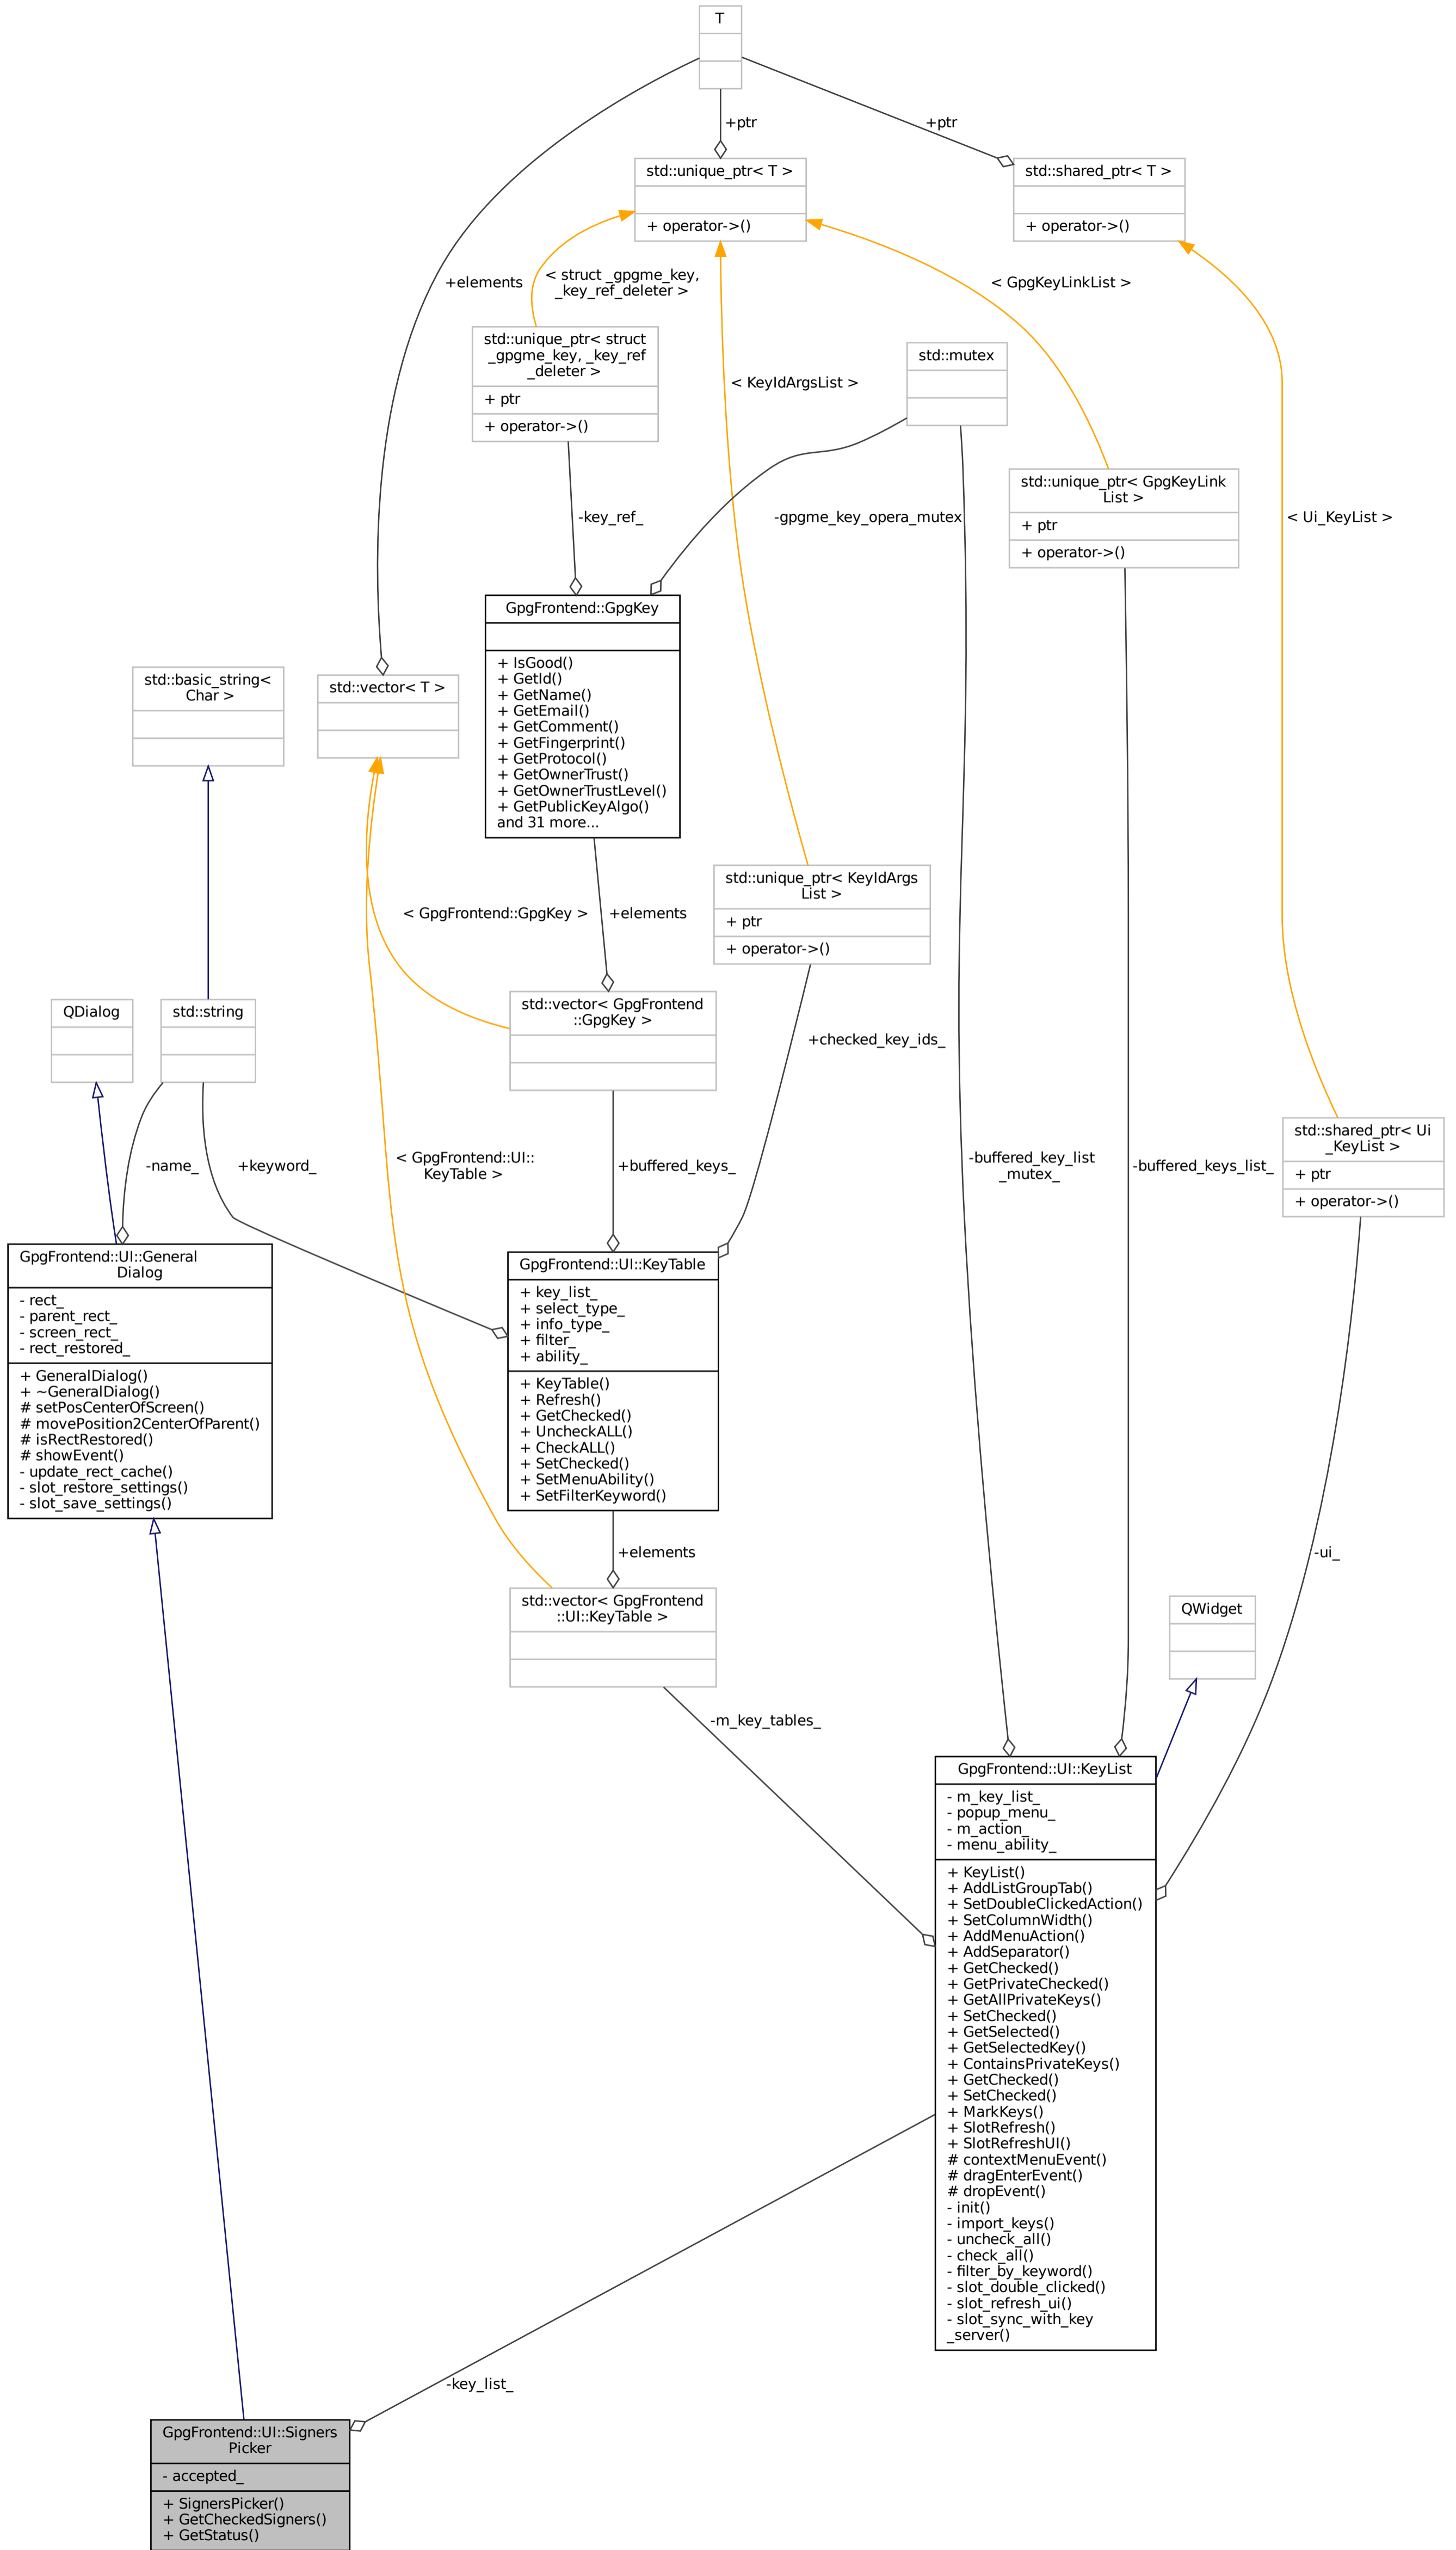 T
+ptr
+ptr
std::unique_ptr< T >
+ operator->()
std::shared_ptr< T >
+ operator->()
+elements
< struct _gpgme_key,
_key_ref_deleter >
< GpgKeyLinkList >
std::unique_ptr< struct
_gpgme_key, _key_ref
_deleter >
+ ptr
+ operator->()
std::mutex
< KeyIdArgsList >
std::unique_ptr< GpgKeyLink
List >
+ ptr
+ operator->()
-key_ref_
-gpgme_key_opera_mutex
< Ui_KeyList >
GpgFrontend::GpgKey
+ IsGood()
+ GetId()
+ GetName()
+ GetEmail()
+ GetComment()
+ GetFingerprint()
+ GetProtocol()
+ GetOwnerTrust()
+ GetOwnerTrustLevel()
+ GetPublicKeyAlgo()
and 31 more...
std::basic_string<
Char >
std::vector< T >
std::unique_ptr< KeyIdArgs
List >
+ ptr
+ operator->()
< GpgFrontend::GpgKey >
+elements
QDialog
std::string
std::vector< GpgFrontend
::GpgKey >
+checked_key_ids_
-name_
+keyword_
< GpgFrontend::UI::
KeyTable >
+buffered_keys_
-buffered_key_list
_mutex_
-buffered_keys_list_
std::shared_ptr< Ui
_KeyList >
+ ptr
+ operator->()
GpgFrontend::UI::General
Dialog
- rect_
- parent_rect_
- screen_rect_
- rect_restored_
+ GeneralDialog()
+ ~GeneralDialog()
# setPosCenterOfScreen()
# movePosition2CenterOfParent()
# isRectRestored()
# showEvent()
- update_rect_cache()
- slot_restore_settings()
- slot_save_settings()
GpgFrontend::UI::KeyTable
+ key_list_
+ select_type_
+ info_type_
+ filter_
+ ability_
+ KeyTable()
+ Refresh()
+ GetChecked()
+ UncheckALL()
+ CheckALL()
+ SetChecked()
+ SetMenuAbility()
+ SetFilterKeyword()
+elements
-ui_
std::vector< GpgFrontend
::UI::KeyTable >
QWidget
-m_key_tables_
GpgFrontend::UI::KeyList
- m_key_list_
- popup_menu_
- m_action_
- menu_ability_
+ KeyList()
+ AddListGroupTab()
+ SetDoubleClickedAction()
+ SetColumnWidth()
+ AddMenuAction()
+ AddSeparator()
+ GetChecked()
+ GetPrivateChecked()
+ GetAllPrivateKeys()
+ SetChecked()
+ GetSelected()
+ GetSelectedKey()
+ ContainsPrivateKeys()
+ GetChecked()
+ SetChecked()
+ MarkKeys()
+ SlotRefresh()
+ SlotRefreshUI()
# contextMenuEvent()
# dragEnterEvent()
# dropEvent()
- init()
- import_keys()
- uncheck_all()
- check_all()
- filter_by_keyword()
- slot_double_clicked()
- slot_refresh_ui()
- slot_sync_with_key
_server()
-key_list_
GpgFrontend::UI::Signers
Picker
- accepted_
+ SignersPicker()
+ GetCheckedSigners()
+ GetStatus()